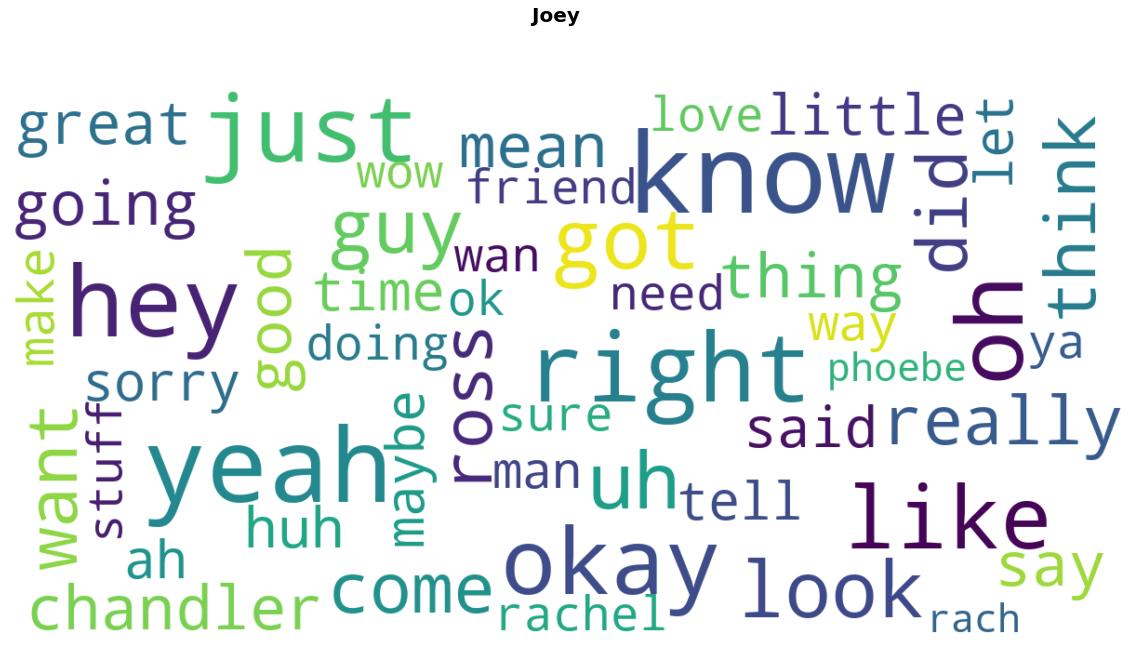 Joey
great
just
love
little
let
mean
wow
know
think
friend
did
going
guy
got
wan
thing
make
hey
good
time
ok
need
oh
way
ya
doing
ross
right
phoebe
sorry
sure
said
really
want
stuff
yeah
maybe
man
uh
tell
like
huh
ah
okay
look
say
come
chandler
rachel
rach